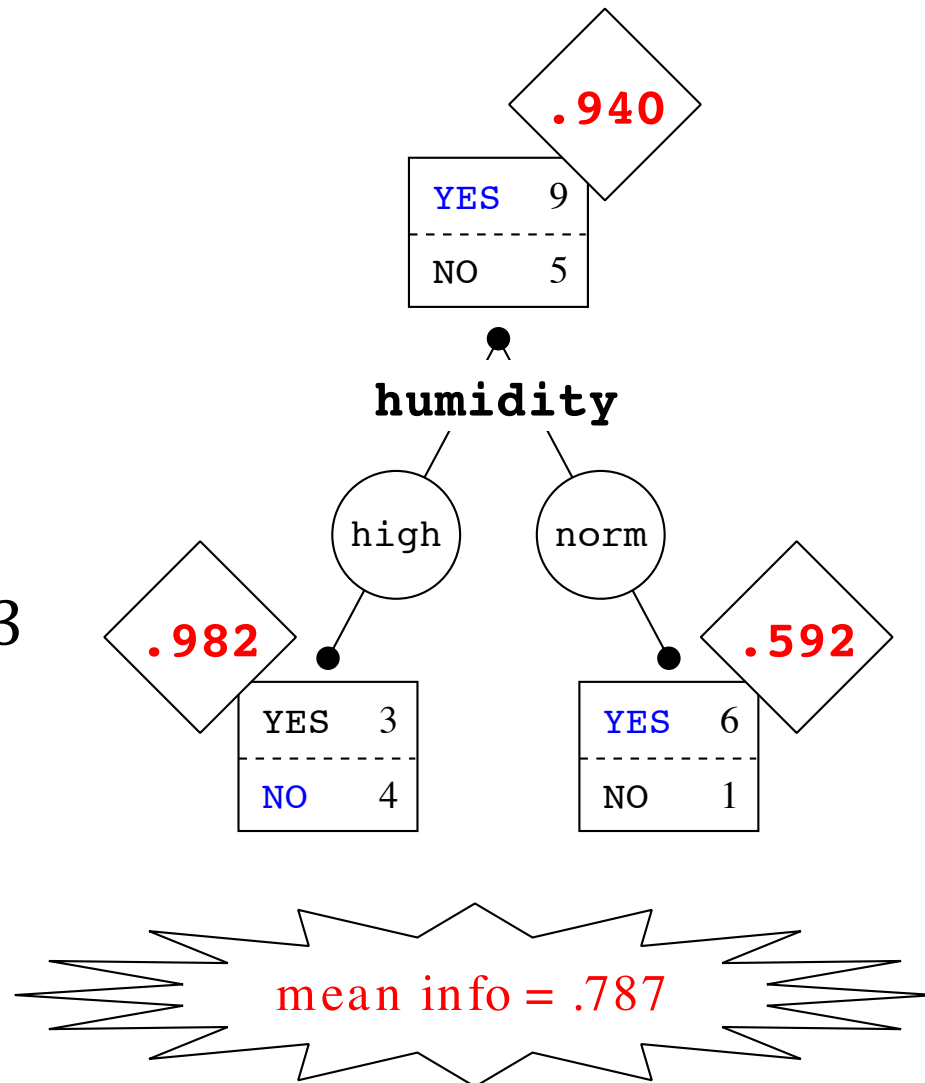 .940
YES 9
NO 5
humidity
high norm
3
.982 .592
YES 3 YES 6
NO 4 NO 1
mean info = .787